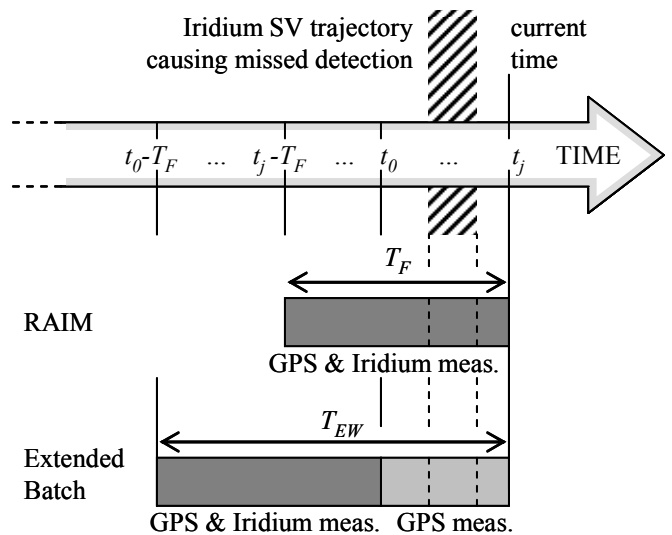 Iridium SV trajectory
causing missed detection
current
time
t0-TF ... tj-TF ... t0 ... tj TIME
TF
RAIM
GPS & Iridium meas.
TEW
Extended
Batch
GPS & Iridium meas. GPS meas.